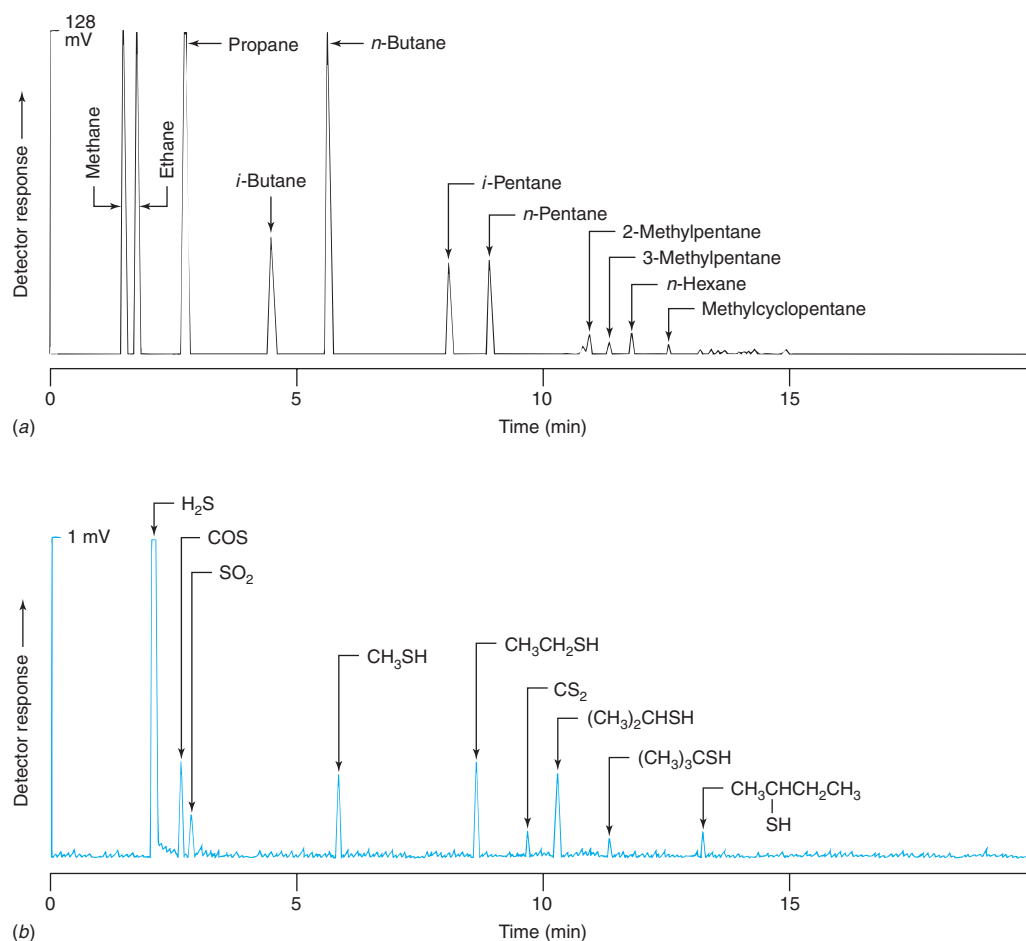 128
mV
Propane
n-Butane
Methane
Ethane
i-Butane
i-Pentane
n-Pentane
2-Methylpentane
3-Methylpentane
n-Hexane
Methylcyclopentane
Detector response
0
5
10
15
Time (min)
(a)
H₂S
1 mV
COS
SO₂
CH₃SH
CH₃CH₂SH
CS₂
(CH₃)₂CHSH
(CH₃)₃CSH
CH₃CHCH₂CH₃
SH
Detector response
0
5
10
15
Time (min)
(b)